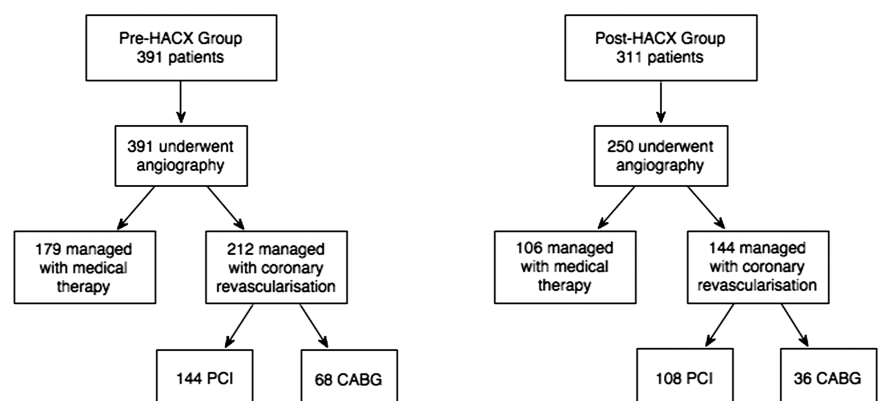 Pre-HACX Group
391 patients
391 underwent
angiography
179 managed
with medical
therapy
212 managed
with coronary
revascularisation
144 PCI
68 CABG
Post-HACX Group
311 patients
250 underwent
angiography
106 managed
with medical
therapy
144 managed
with coronary
revascularisation
108 PCI
36 CABG